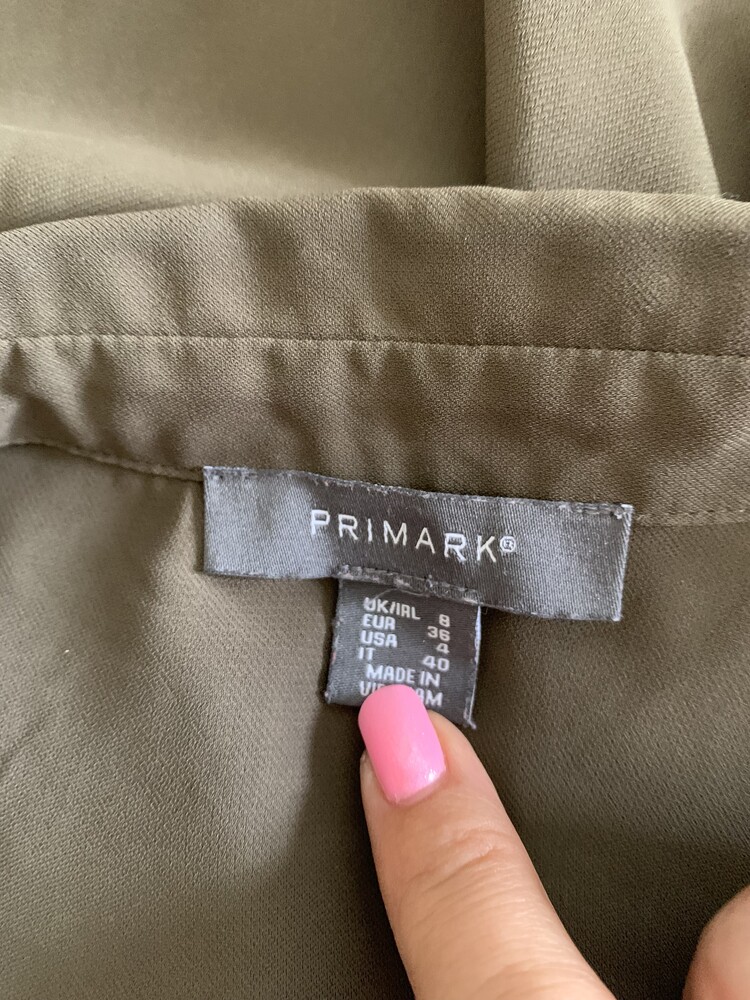 PRIMARK®
UK/IRL 8
EUR 36
USA 4
IT 40
MADE IN